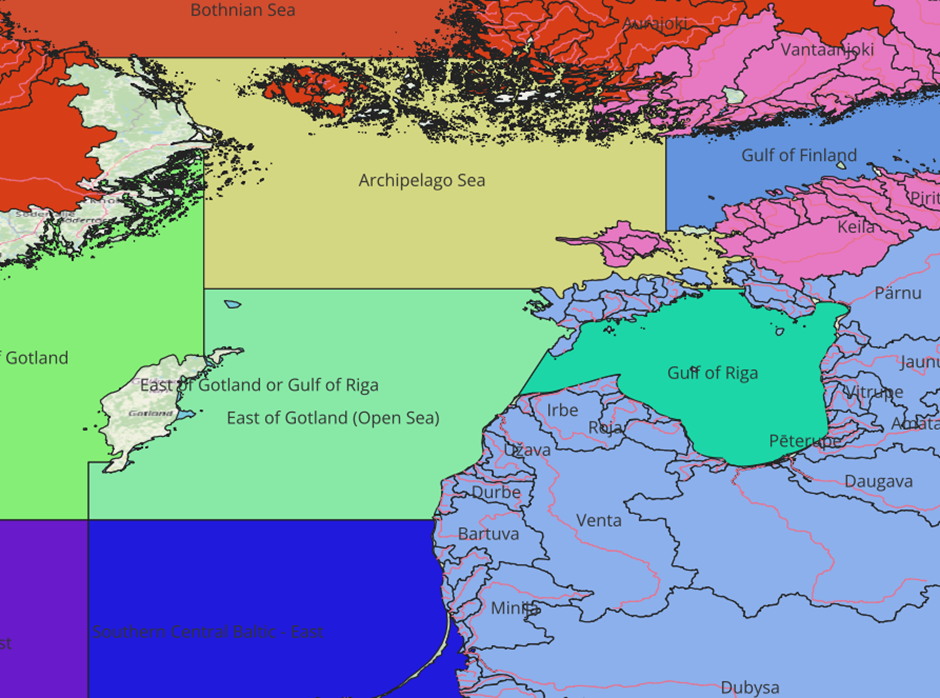 Bothnian Sea
Aurajoki
Vantaanjoki
Gulf of Finland
Archipelago Sea
Pirit
Keila
Pärnu
f Gotland
Gulf of Riga
Jaunu
East of Gotland or Gulf of Riga
Gotland
Vitrupe
East of Gotland (Open Sea)
Irbe
Roja
Amata
Pēterupe
Užava
Daugava
Durbe
Venta
Bartuva
Minija
Southern Central Baltic - East
st
Dubysa